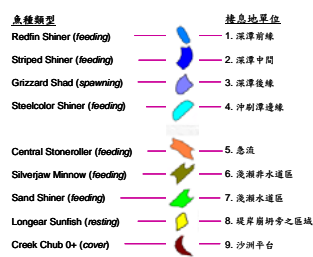 魚種類型 棲息地單位
Redfin Shiner (feeding) 1. 深潭前緣
Striped Shiner (feeding) 2. 深潭中間
Grizzard Shad (spawning) 3. 深潭後緣
Steelcolor Shiner (feeding) 4. 沖刷潭邊緣
Central Stoneroller (feeding) 5. 急流
Silverjaw Minnow (feeding) 6. 淺瀨非水道區
Sand Shiner (feeding) 7. 淺瀨水道區
Longear Sunfish (resting) 8. 堤岸崩坍旁之區域
Creek Chub 0+ (cover) 9. 沙洲平台